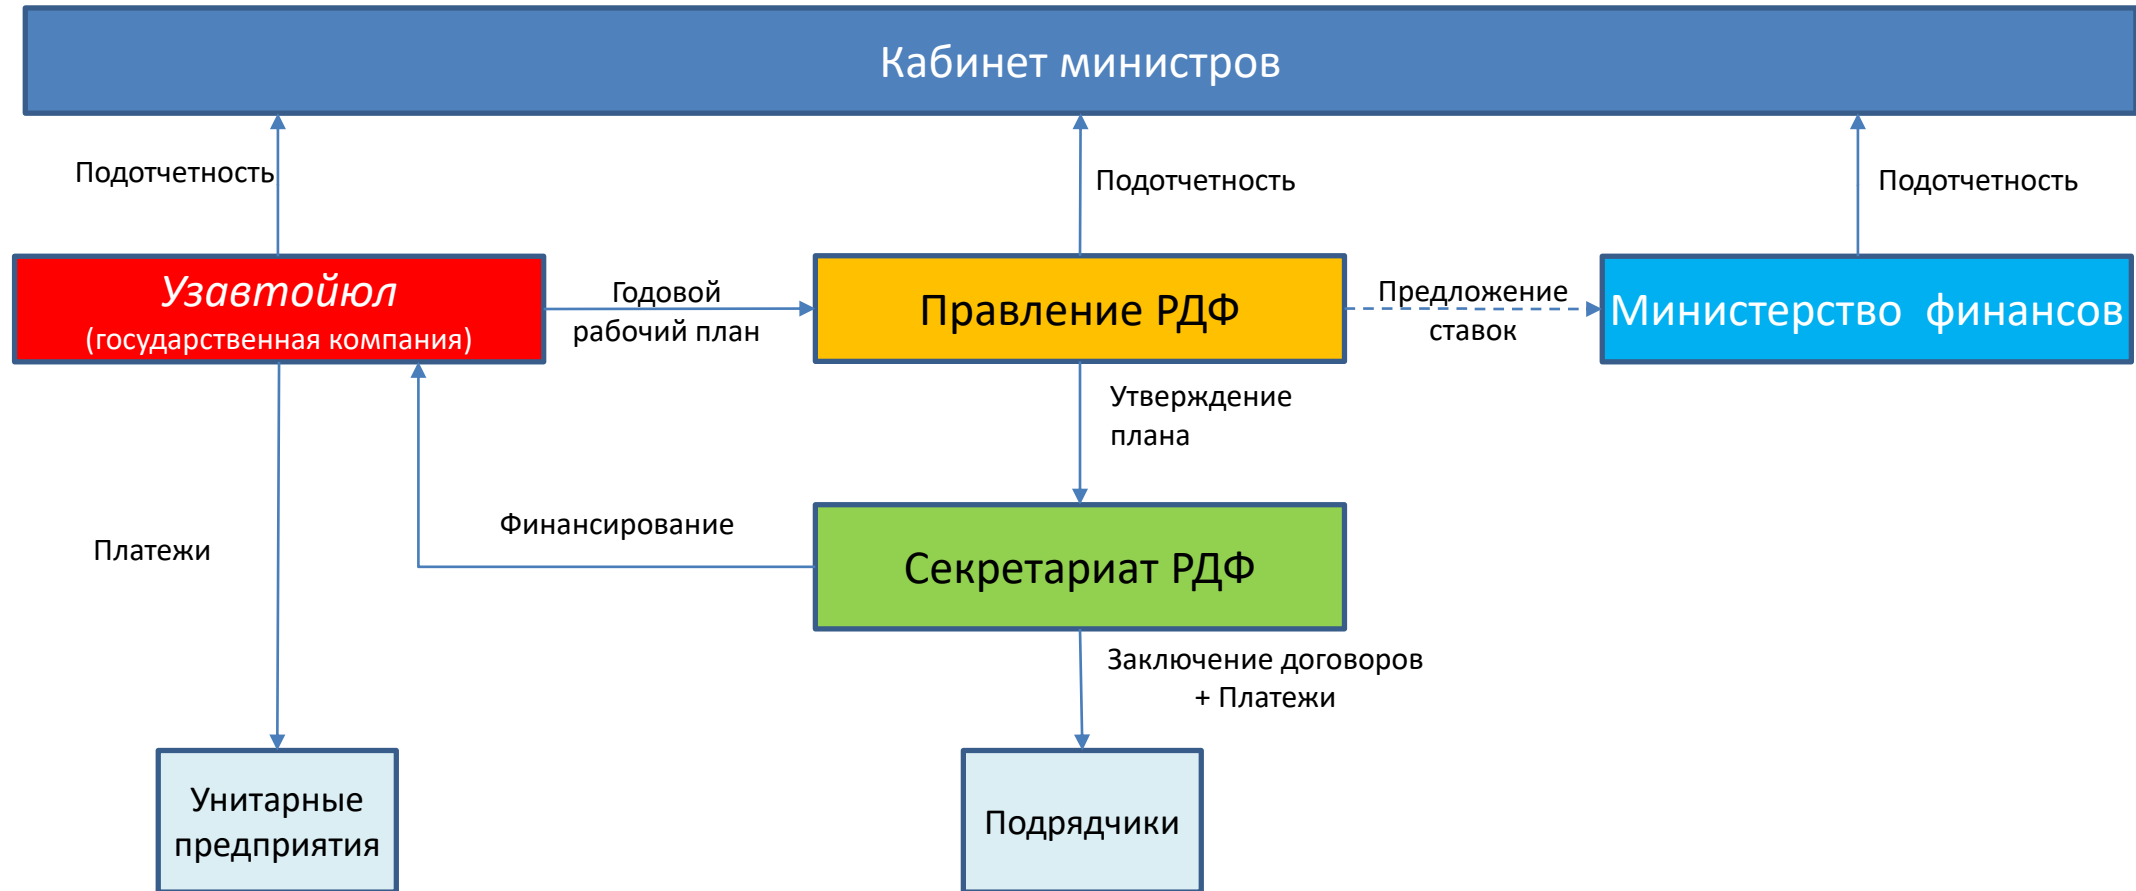 Кабинет министров
Подотчетность
Подотчетность
Подотчетность
Узавтойюл
(государственная компания)
Годовой
рабочий план
Правление РДФ
Предложение
ставок
Министерство финансов
Утверждение
плана
Финансирование
Платежи
Секретариат РДФ
Заключение договоров
+ Платежи
Унитарные
предприятия
Подрядчики